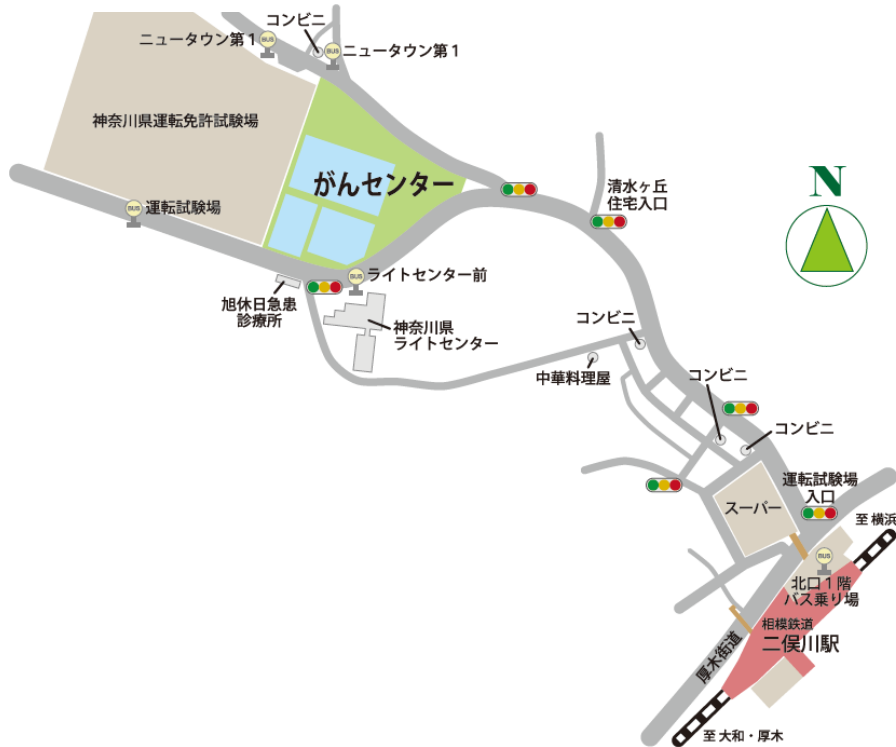 コンビニ
ニュータウン第1
BUS
BUS
ニュータウン第1
神奈川県運転免許試験場
がんセンター
清水ヶ丘
住宅入口
N
BUS
運転試験場
BUS
ライトセンター前
旭休日急患
診療所
神奈川県
ライトセンター
コンビニ
中華料理屋
コンビニ
コンビニ
運転試験場
入口
スーパー
至 横浜
BUS
北口1階
バス乗り場
相模鉄道
二俣川駅
厚木街道
至 大和・厚木